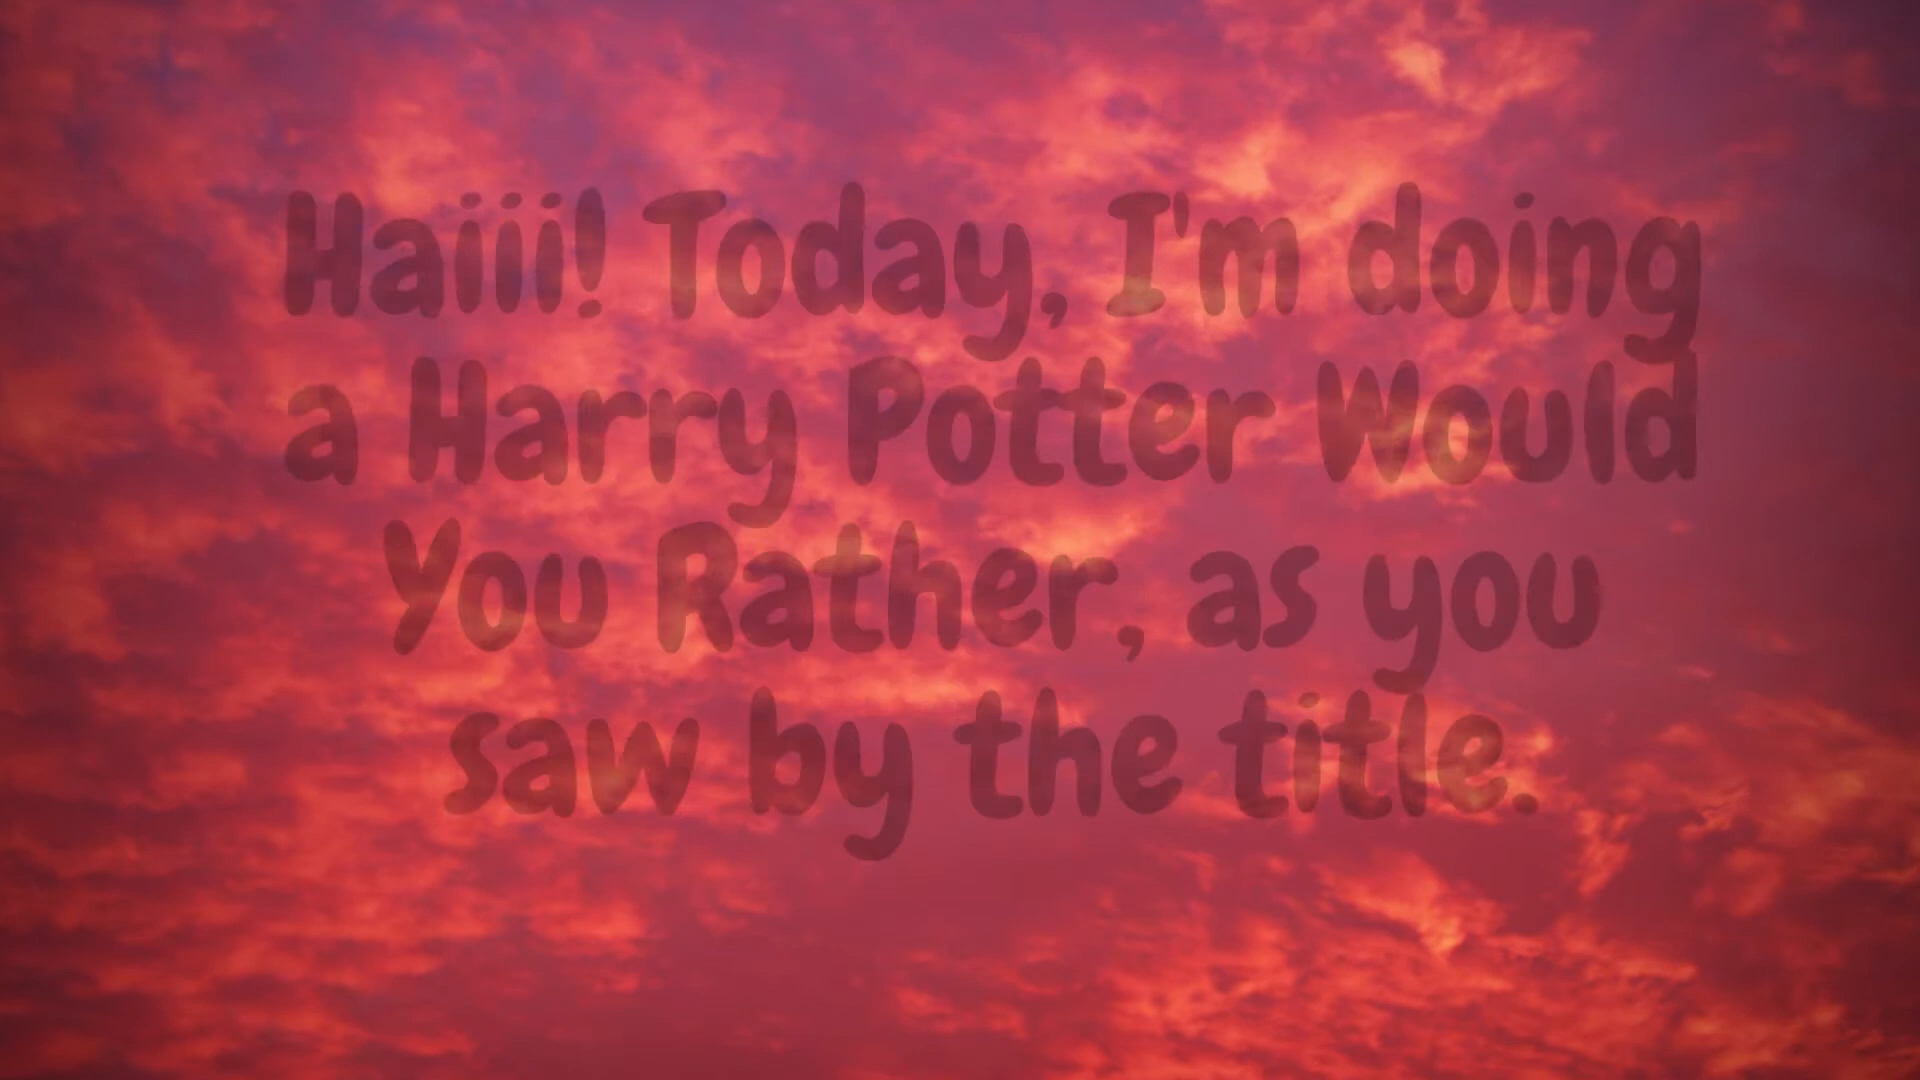 Haiii! Today, I'm doing
a Harry Potter Would
You Rather, as you
saw by the title.